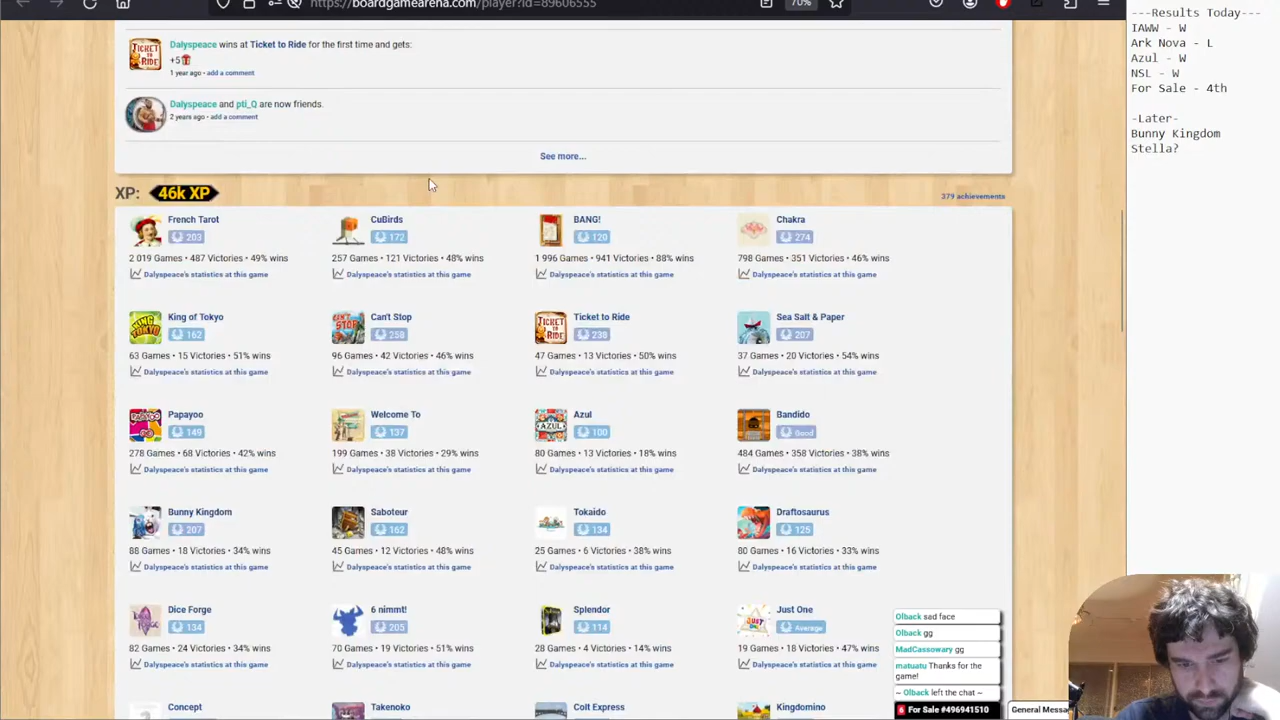 https://boardgamearena.com/player?id=89606555
70%
Dalyspeace wins at Ticket to Ride for the first time and gets:
+5
1 year ago • add a comment
Dalyspeace and pti_Q are now friends.
2 years ago • add a comment
See more...
XP: 46k XP
379 achievements
French Tarot CuBirds BANG! Chakra
203 172 120 274
2 019 Games • 487 Victories • 49% wins 257 Games • 121 Victories • 48% wins 1 996 Games • 941 Victories • 88% wins 798 Games • 351 Victories • 46% wins
Dalyspeace's statistics at this game Dalyspeace's statistics at this game Dalyspeace's statistics at this game Dalyspeace's statistics at this game
King of Tokyo Can't Stop Ticket to Ride Sea Salt & Paper
162 258 238 207
63 Games • 15 Victories • 51% wins 96 Games • 42 Victories • 46% wins 47 Games • 13 Victories • 50% wins 37 Games • 20 Victories • 54% wins
Dalyspeace's statistics at this game Dalyspeace's statistics at this game Dalyspeace's statistics at this game Dalyspeace's statistics at this game
Papayoo Welcome To Azul Bandido
149 137 100 Good
278 Games • 68 Victories • 42% wins 199 Games • 38 Victories • 29% wins 80 Games • 13 Victories • 18% wins 484 Games • 358 Victories • 38% wins
Dalyspeace's statistics at this game Dalyspeace's statistics at this game Dalyspeace's statistics at this game Dalyspeace's statistics at this game
Bunny Kingdom Saboteur Tokaido Draftosaurus
207 162 134 125
88 Games • 18 Victories • 34% wins 45 Games • 12 Victories • 48% wins 25 Games • 6 Victories • 38% wins 80 Games • 16 Victories • 33% wins
Dalyspeace's statistics at this game Dalyspeace's statistics at this game Dalyspeace's statistics at this game Dalyspeace's statistics at this game
Dice Forge 6 nimmt! Splendor Just One
134 205 114 Average
82 Games • 24 Victories • 34% wins 70 Games • 19 Victories • 51% wins 28 Games • 4 Victories • 14% wins 19 Games • 18 Victories • 47% wins
Dalyspeace's statistics at this game Dalyspeace's statistics at this game Dalyspeace's statistics at this game Dalyspeace's statistics at this game
Concept Takenoko Colt Express Kingdomino
Olback sad face
Olback gg
MadCassowary gg
matuatu Thanks for the
game!
~ Olback left the chat ~
6 For Sale #496941510
General Messa
---Results Today---
IAWW - W
Ark Nova - L
Azul - W
NSL - W
For Sale - 4th
-Later-
Bunny Kingdom
Stella?